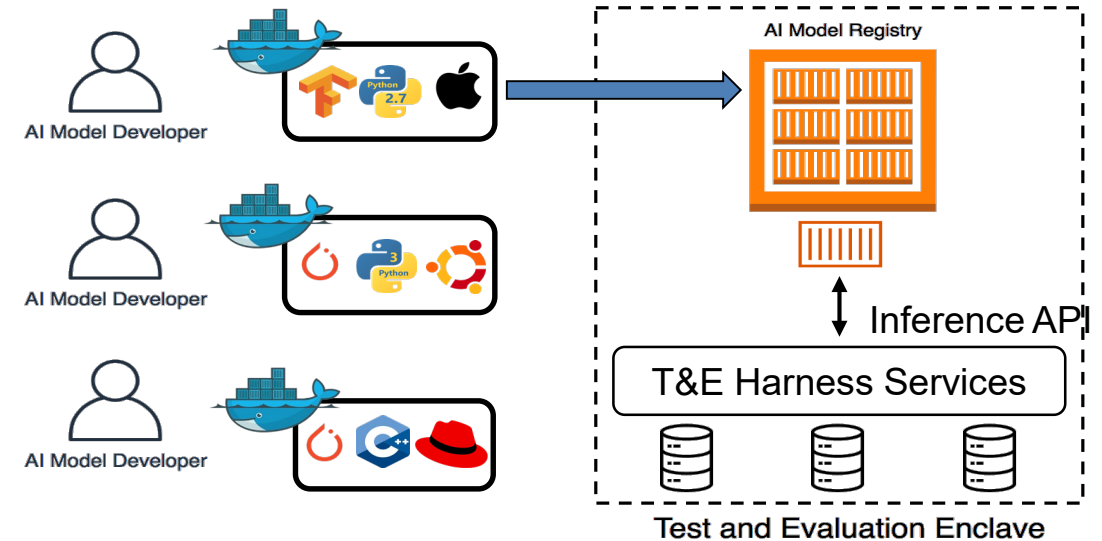 AI Model Developer
Python
2.7
AI Model Registry
AI Model Developer
3
Python
Inference API
T&E Harness Services
AI Model Developer
C++
Test and Evaluation Enclave